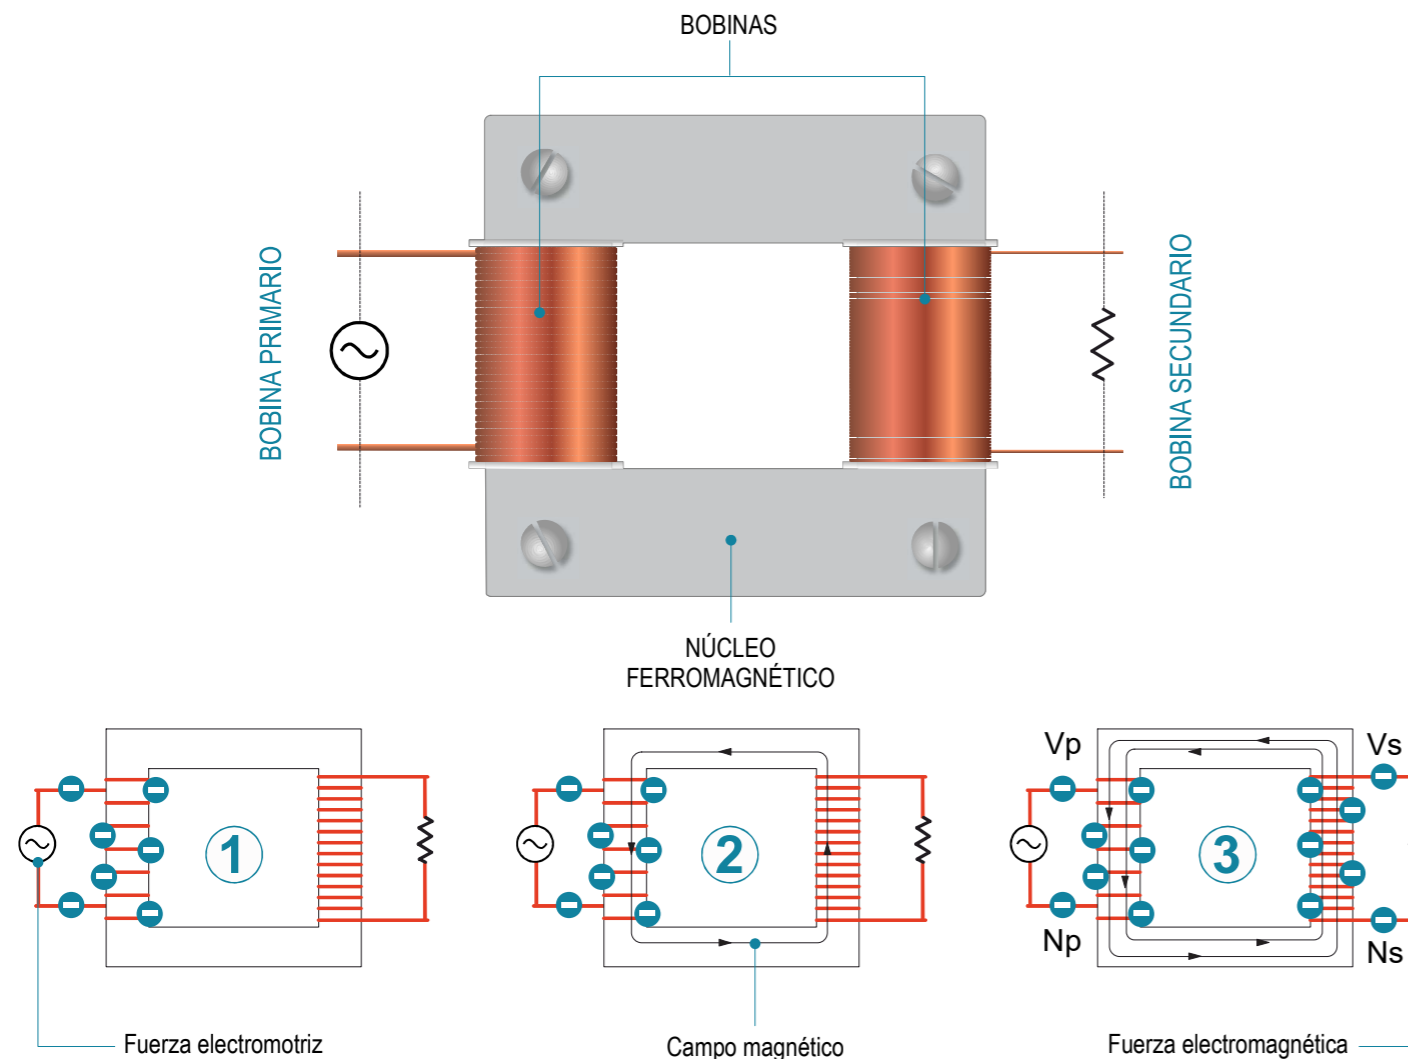 BOBINAS
BOBINA PRIMARIO
BOBINA SECUNDARIO
NÚCLEO
FERROMAGNÉTICO
1
2
Vp
3
Vs
Np
Ns
Fuerza electromotriz
Campo magnético
Fuerza electromagnética